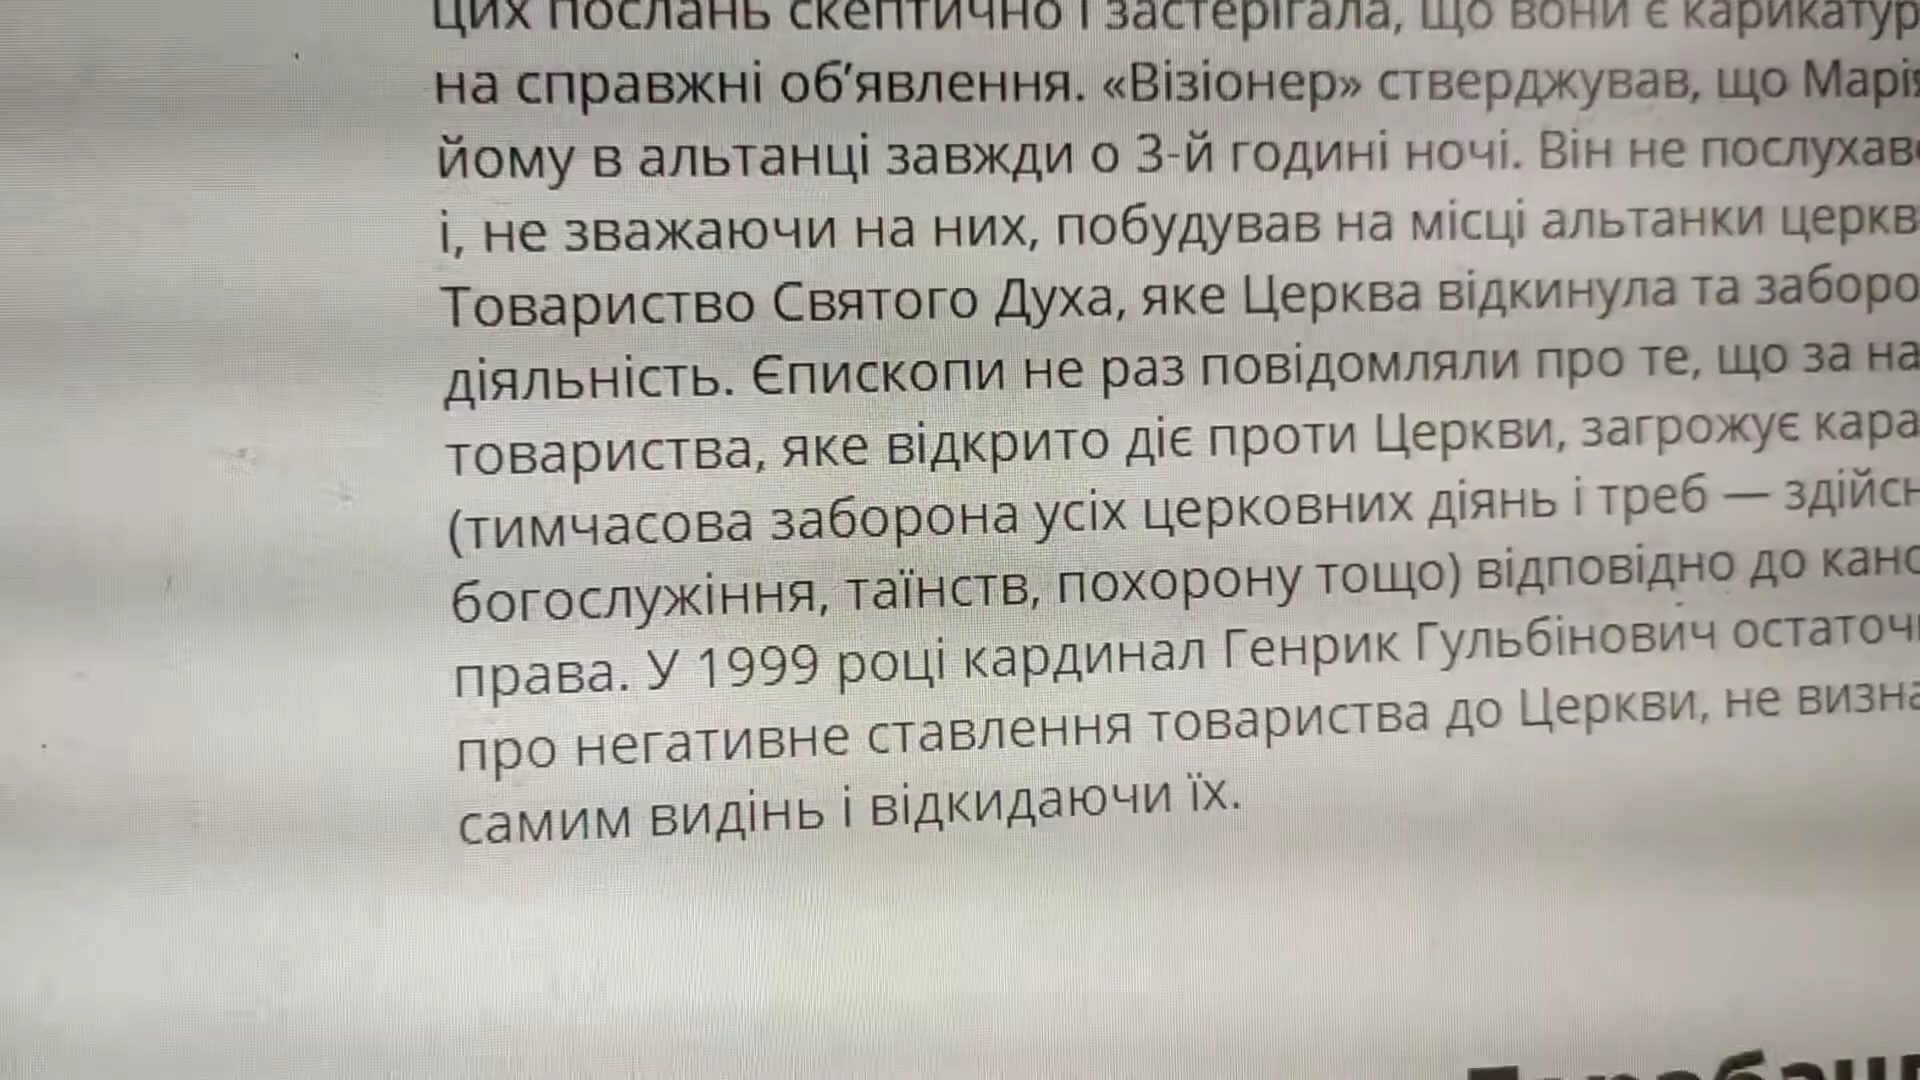 цих послань скептично і застерігала, що вони є карикатур
на справжні об’явлення. «Візіонер» стверджував, що Марія
йому в альтанці завжди о 3-й годині ночі. Він не послухав
і, не зважаючи на них, побудував на місці альтанки церкв
Товариство Святого Духа, яке Церква відкинула та заборо
діяльність. Єпископи не раз повідомляли про те, що за на
товариства, яке відкрито діє проти Церкви, загрожує кара
(тимчасова заборона усіх церковних діянь і треб — здійсн
богослужіння, таїнств, похорону тощо) відповідно до кано
права. У 1999 році кардинал Генрик Гульбінович остаточн
про негативне ставлення товариства до Церкви, не визна
самим видінь і відкидаючи їх.